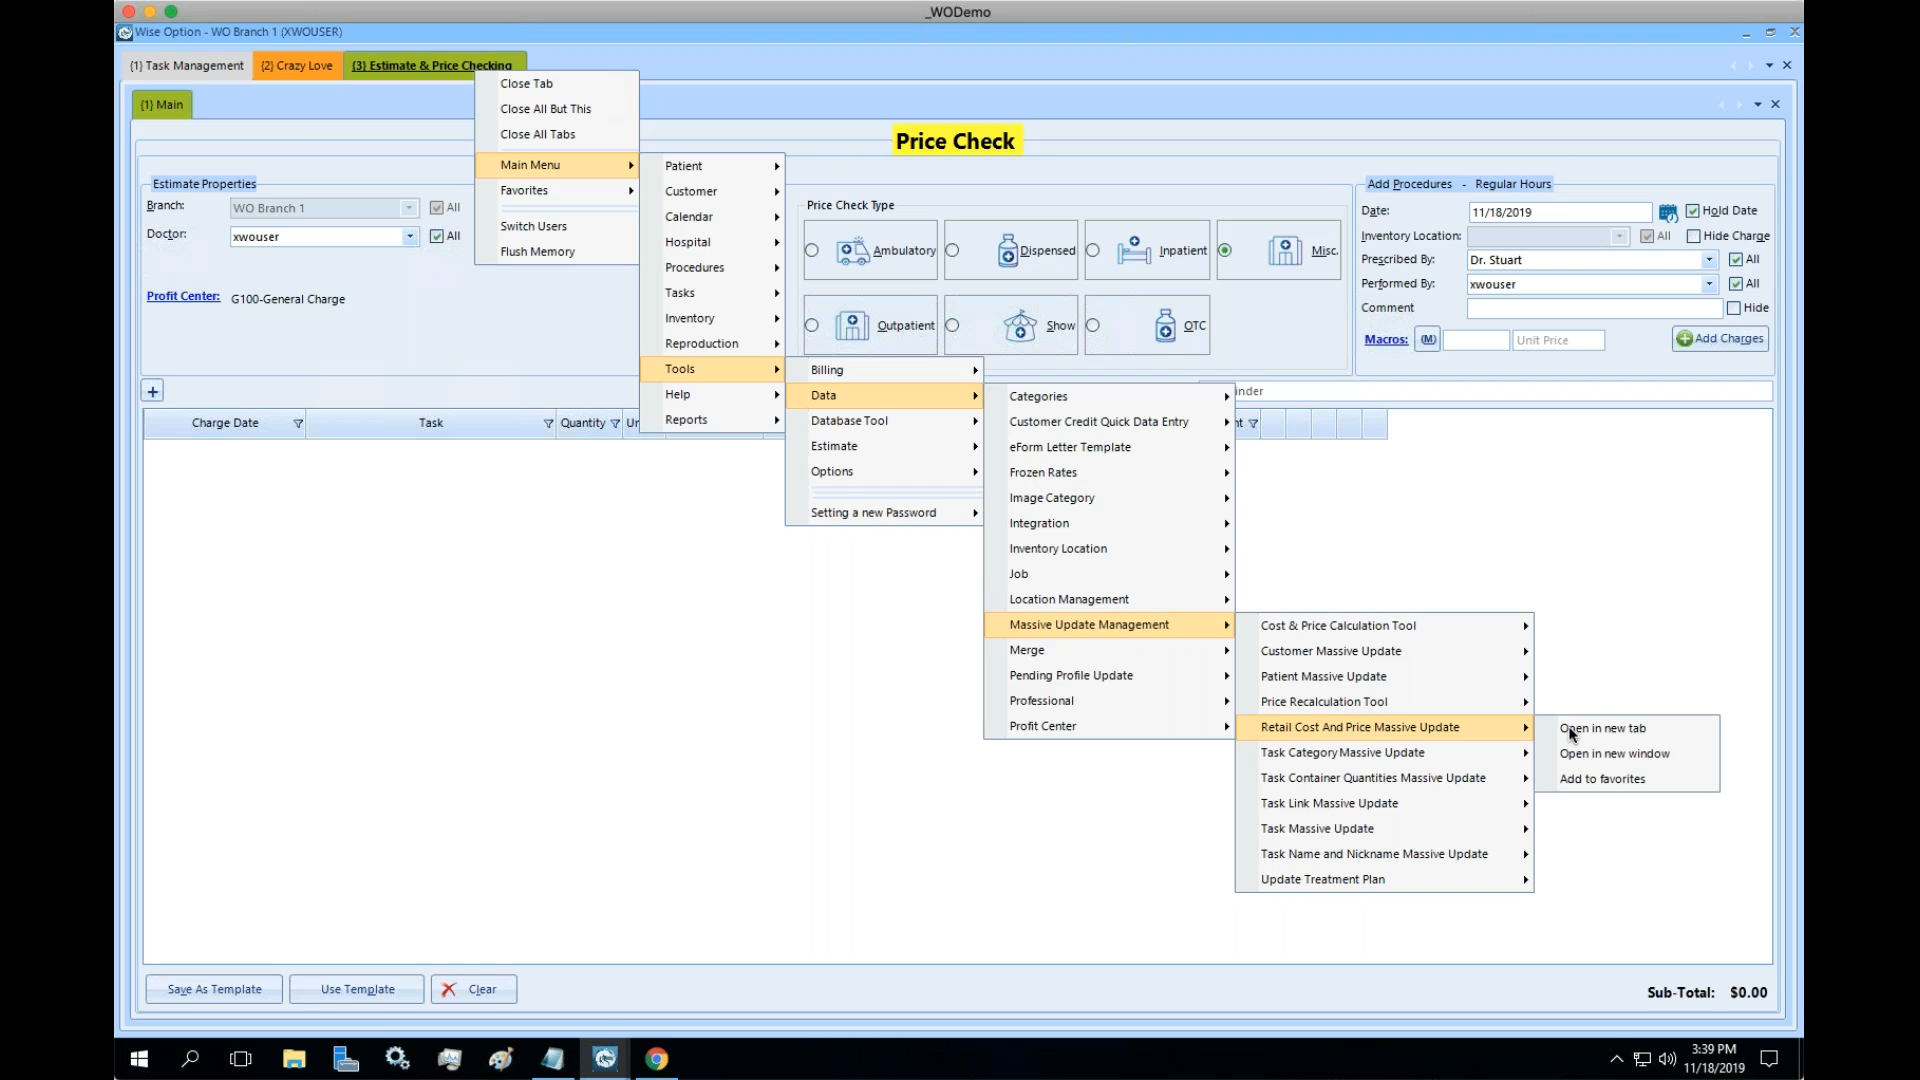 _WODemo
Wise Option - WO Branch 1 (XWOUSER)
{1} Task Management
{2} Crazy Love
{3} Estimate & Price Checking
{1} Main
Price Check
Close Tab
Close All But This
Close All Tabs
Main Menu
Favorites
Switch Users
Flush Memory
Patient
Customer
Calendar
Hospital
Procedures
Tasks
Inventory
Reproduction
Tools
Help
Reports
Billing
Data
Database Tool
Estimate
Options
Setting a new Password
Categories
Customer Credit Quick Data Entry
eForm Letter Template
Frozen Rates
Image Category
Integration
Inventory Location
Job
Location Management
Massive Update Management
Merge
Pending Profile Update
Professional
Profit Center
Cost & Price Calculation Tool
Customer Massive Update
Patient Massive Update
Price Recalculation Tool
Retail Cost And Price Massive Update
Task Category Massive Update
Task Container Quantities Massive Update
Task Link Massive Update
Task Massive Update
Task Name and Nickname Massive Update
Update Treatment Plan
Open in new tab
Open in new window
Add to favorites
Estimate Properties
Branch: WO Branch 1 All
Doctor: xwouser All
Profit Center: G100-General Charge
Price Check Type
Ambulatory
Dispensed
Inpatient
Misc.
Outpatient
Show
OTC
Add Procedures - Regular Hours
Date: 11/18/2019 Hold Date
Inventory Location: All Hide Charge
Prescribed By: Dr. Stuart All
Performed By: xwouser All
Comment Hide
Macros: (M) Unit Price Add Charges
Charge Date
Task
Quantity
Save As Template
Use Template
Clear
Sub-Total: $0.00
3:39 PM
11/18/2019